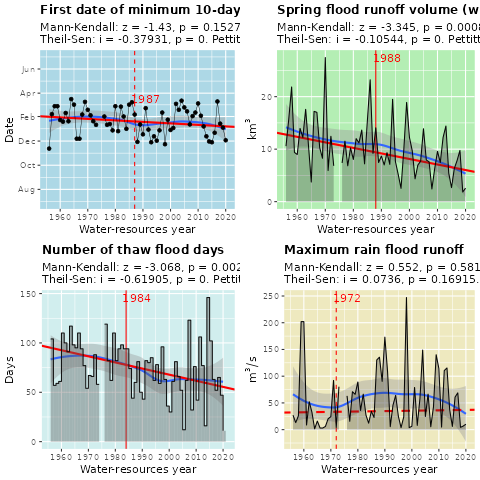 First date of minimum 10-day
Mann-Kendall: z = -1.43, p = 0.1527
Theil-Sen: i = -0.37931, p = 0. Pettitt
Date
Jun
Apr
Feb
Dec
Oct
Aug
1987
1960 1970 1980 1990 2000 2010 2020
Water-resources year
Spring flood runoff volume (w
Mann-Kendall: z = -3.345, p = 0.0008
Theil-Sen: i = -0.10544, p = 0. Pettitt
km³
20
10
0
1988
1960 1970 1980 1990 2000 2010 2020
Water-resources year
Number of thaw flood days
Mann-Kendall: z = -3.068, p = 0.002
Theil-Sen: i = -0.61905, p = 0. Pettitt
Days
150
100
50
0
1984
1960 1970 1980 1990 2000 2010 2020
Water-resources year
Maximum rain flood runoff
Mann-Kendall: z = 0.552, p = 0.581
Theil-Sen: i = 0.0736, p = 0.16915.
m³/s
250
200
150
100
50
0
1972
1960 1970 1980 1990 2000 2010 2020
Water-resources year